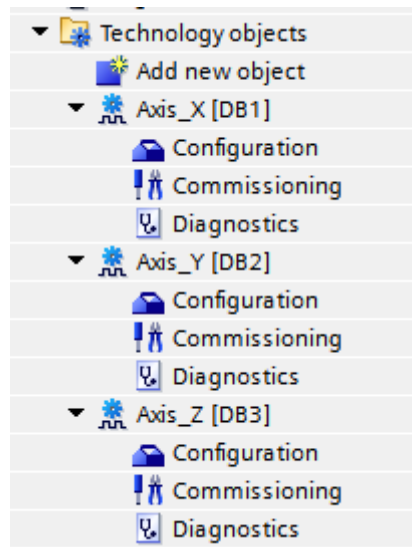 Technology objects
Add new object
Axis_X [DB1]
Configuration
Commissioning
Diagnostics
Axis_Y [DB2]
Configuration
Commissioning
Diagnostics
Axis_Z [DB3]
Configuration
Commissioning
Diagnostics